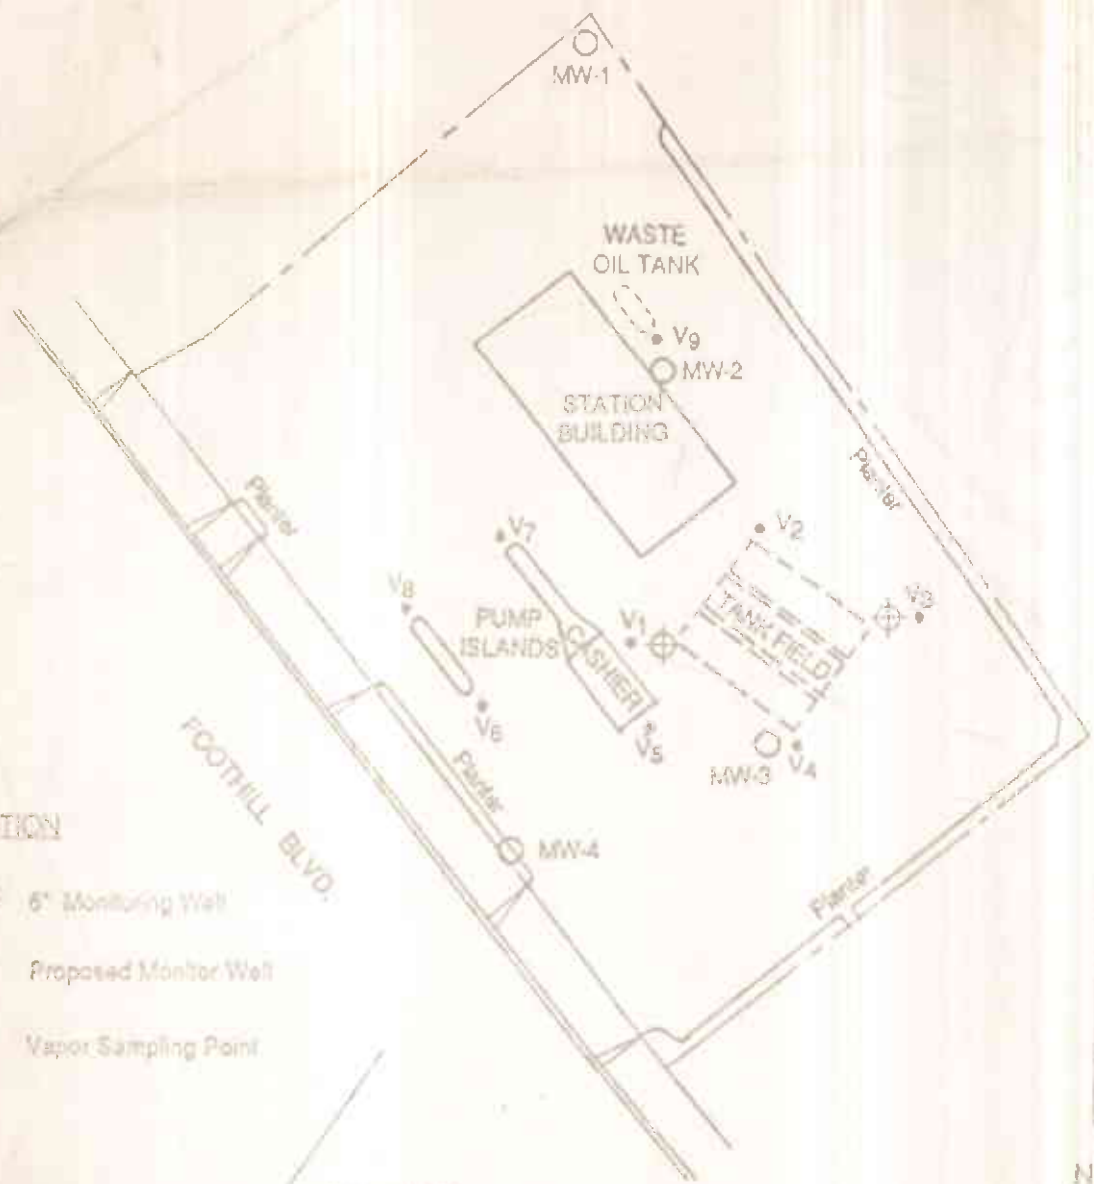 MW-1
WASTE
OIL TANK
V9
MW-2
STATION
BUILDING
Planter
Planter
V2
V7
V8
PUMP
ISLANDS
CASHIER
V1
TANK FIELD
V3
V6
V5
MW-3
V4
FOOTHILL BLVD.
Planter
MW-4
TION
6" Monitoring Well
Proposed Monitor Well
Vapor Sampling Point
Planter
N